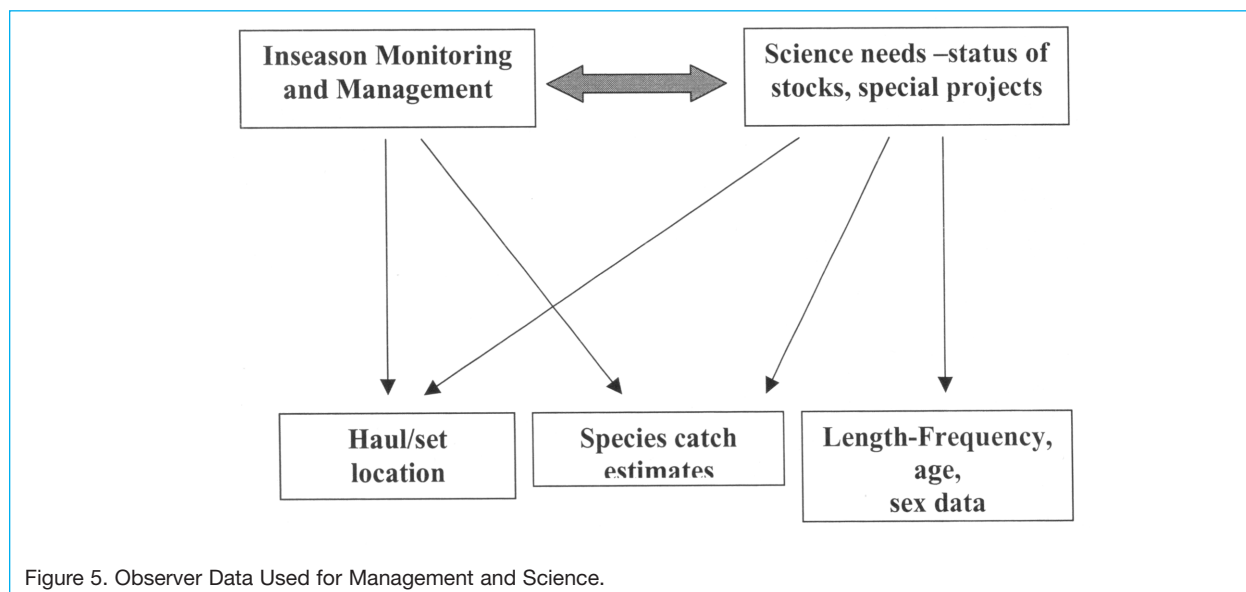 Inseason Monitoring
and Management
Science needs –status of
stocks, special projects
Haul/set
location
Species catch
estimates
Length-Frequency,
age,
sex data
Figure 5. Observer Data Used for Management and Science.